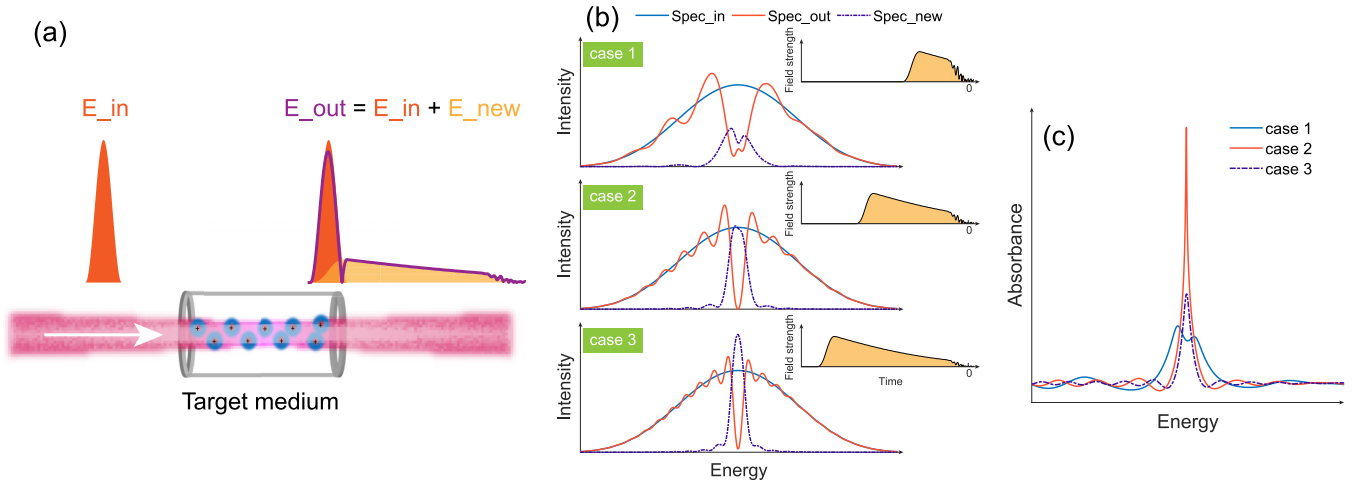 (a)
E_in
E_out = E_in + E_new
Target medium
(b)
Spec_in
Spec_out
Spec_new
case 1
Intensity
Field strength
0
case 2
Intensity
Field strength
0
case 3
Intensity
Field strength
0
Time
Energy
(c)
case 1
case 2
case 3
Absorbance
Energy